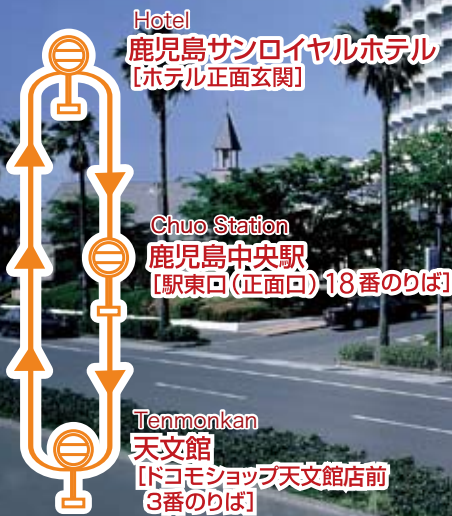 Hotel
鹿児島サンロイヤルホテル
[ホテル正面玄関]
Chuo Station
鹿児島中央駅
[駅東口(正面口)18番のりば]
Tenmonkan
天文館
[ドコモショップ天文館店前
3番のりば]